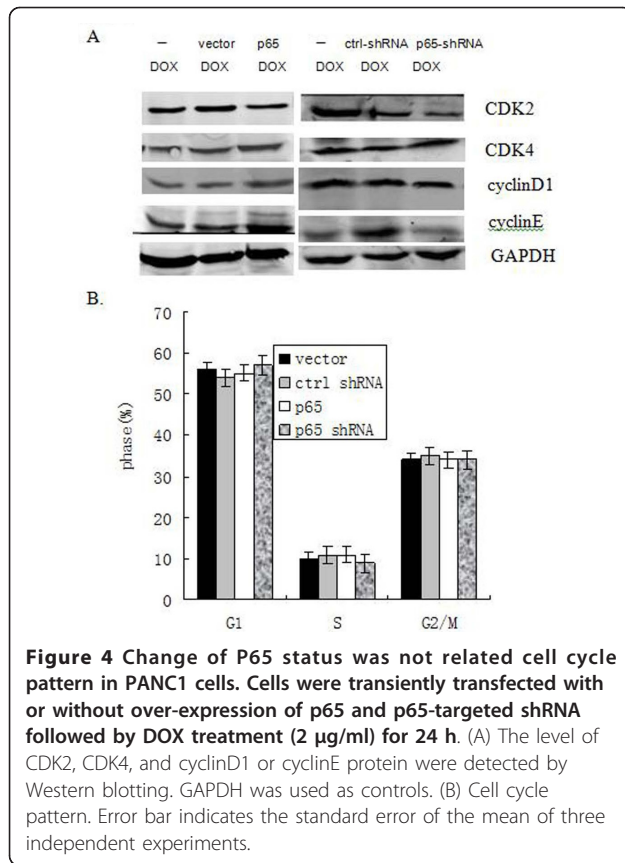 A
— vector p65 — ctrl-shRNA p65-shRNA
DOX DOX DOX DOX DOX DOX
CDK2
CDK4
cyclinD1
cyclinE
GAPDH
B.
70
60
50
40
30
20
10
0
phase(%)
vector
ctrl shRNA
p65
p65 shRNA
G1 S G2/M
Figure 4 Change of P65 status was not related cell cycle
pattern in PANC1 cells. Cells were transiently transfected with
or without over-expression of p65 and p65-targeted shRNA
followed by DOX treatment (2 μg/ml) for 24 h. (A) The level of
CDK2, CDK4, and cyclinD1 or cyclinE protein were detected by
Western blotting. GAPDH was used as controls. (B) Cell cycle
pattern. Error bar indicates the standard error of the mean of three
independent experiments.